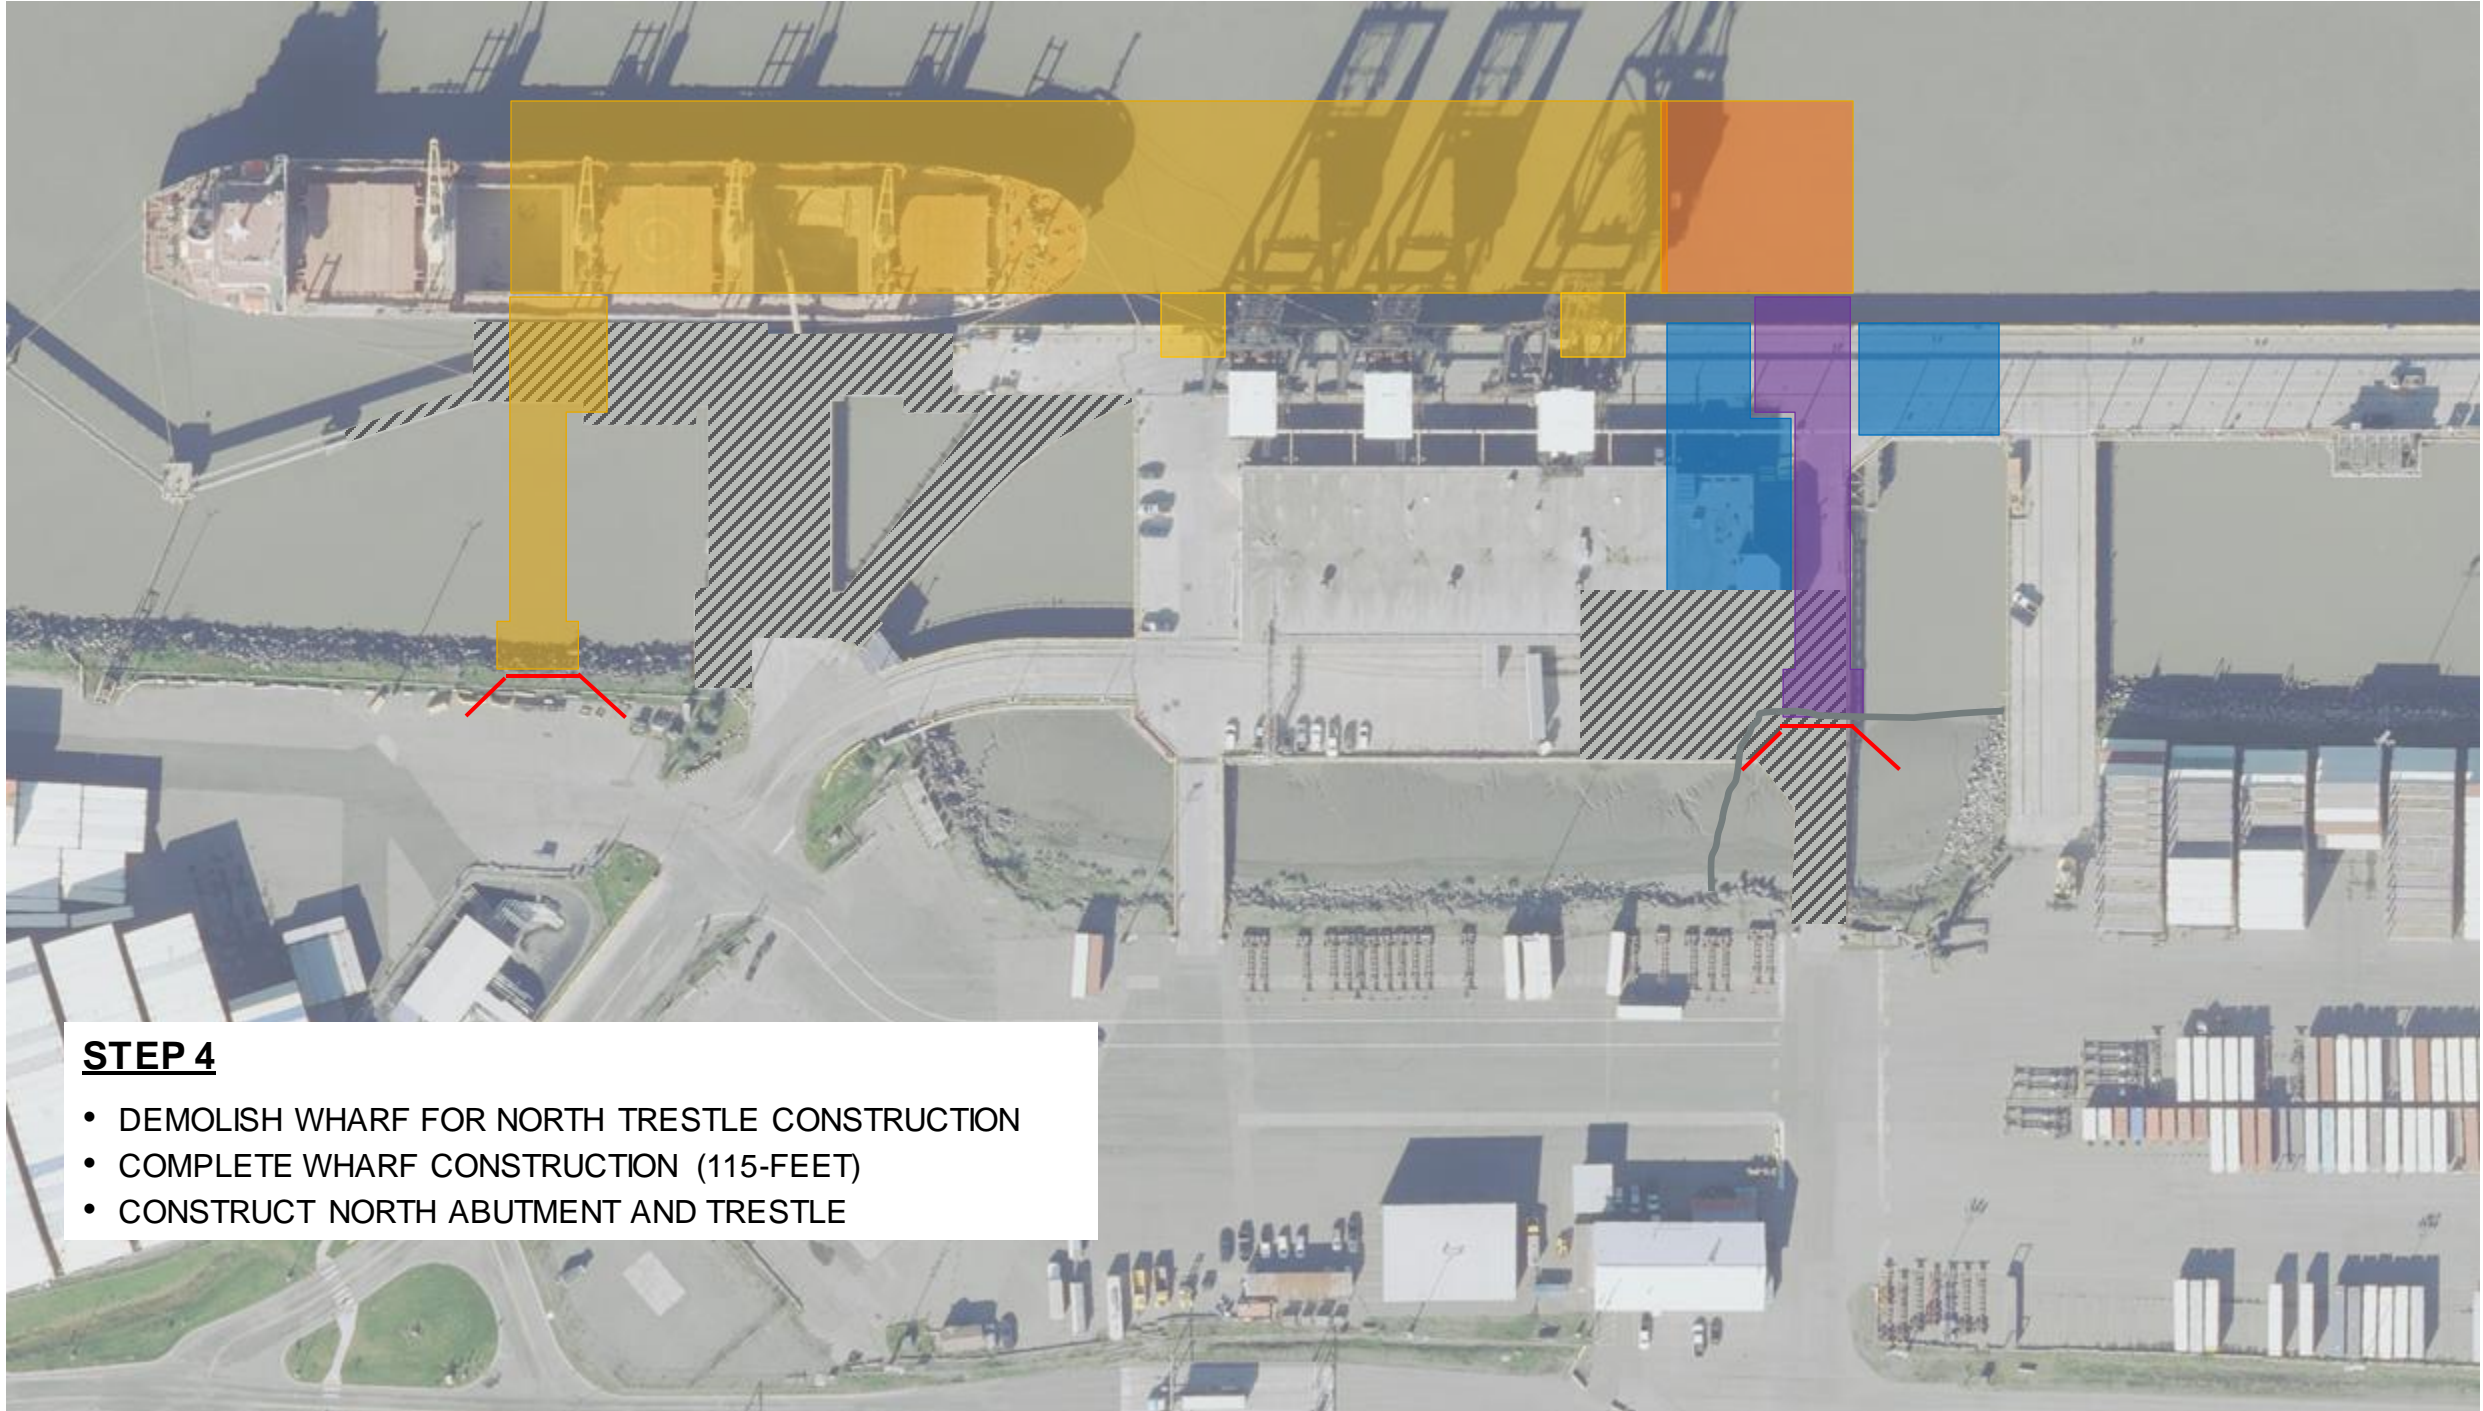 STEP 4
• DEMOLISH WHARF FOR NORTH TRESTLE CONSTRUCTION
• COMPLETE WHARF CONSTRUCTION (115-FEET)
• CONSTRUCT NORTH ABUTMENT AND TRESTLE